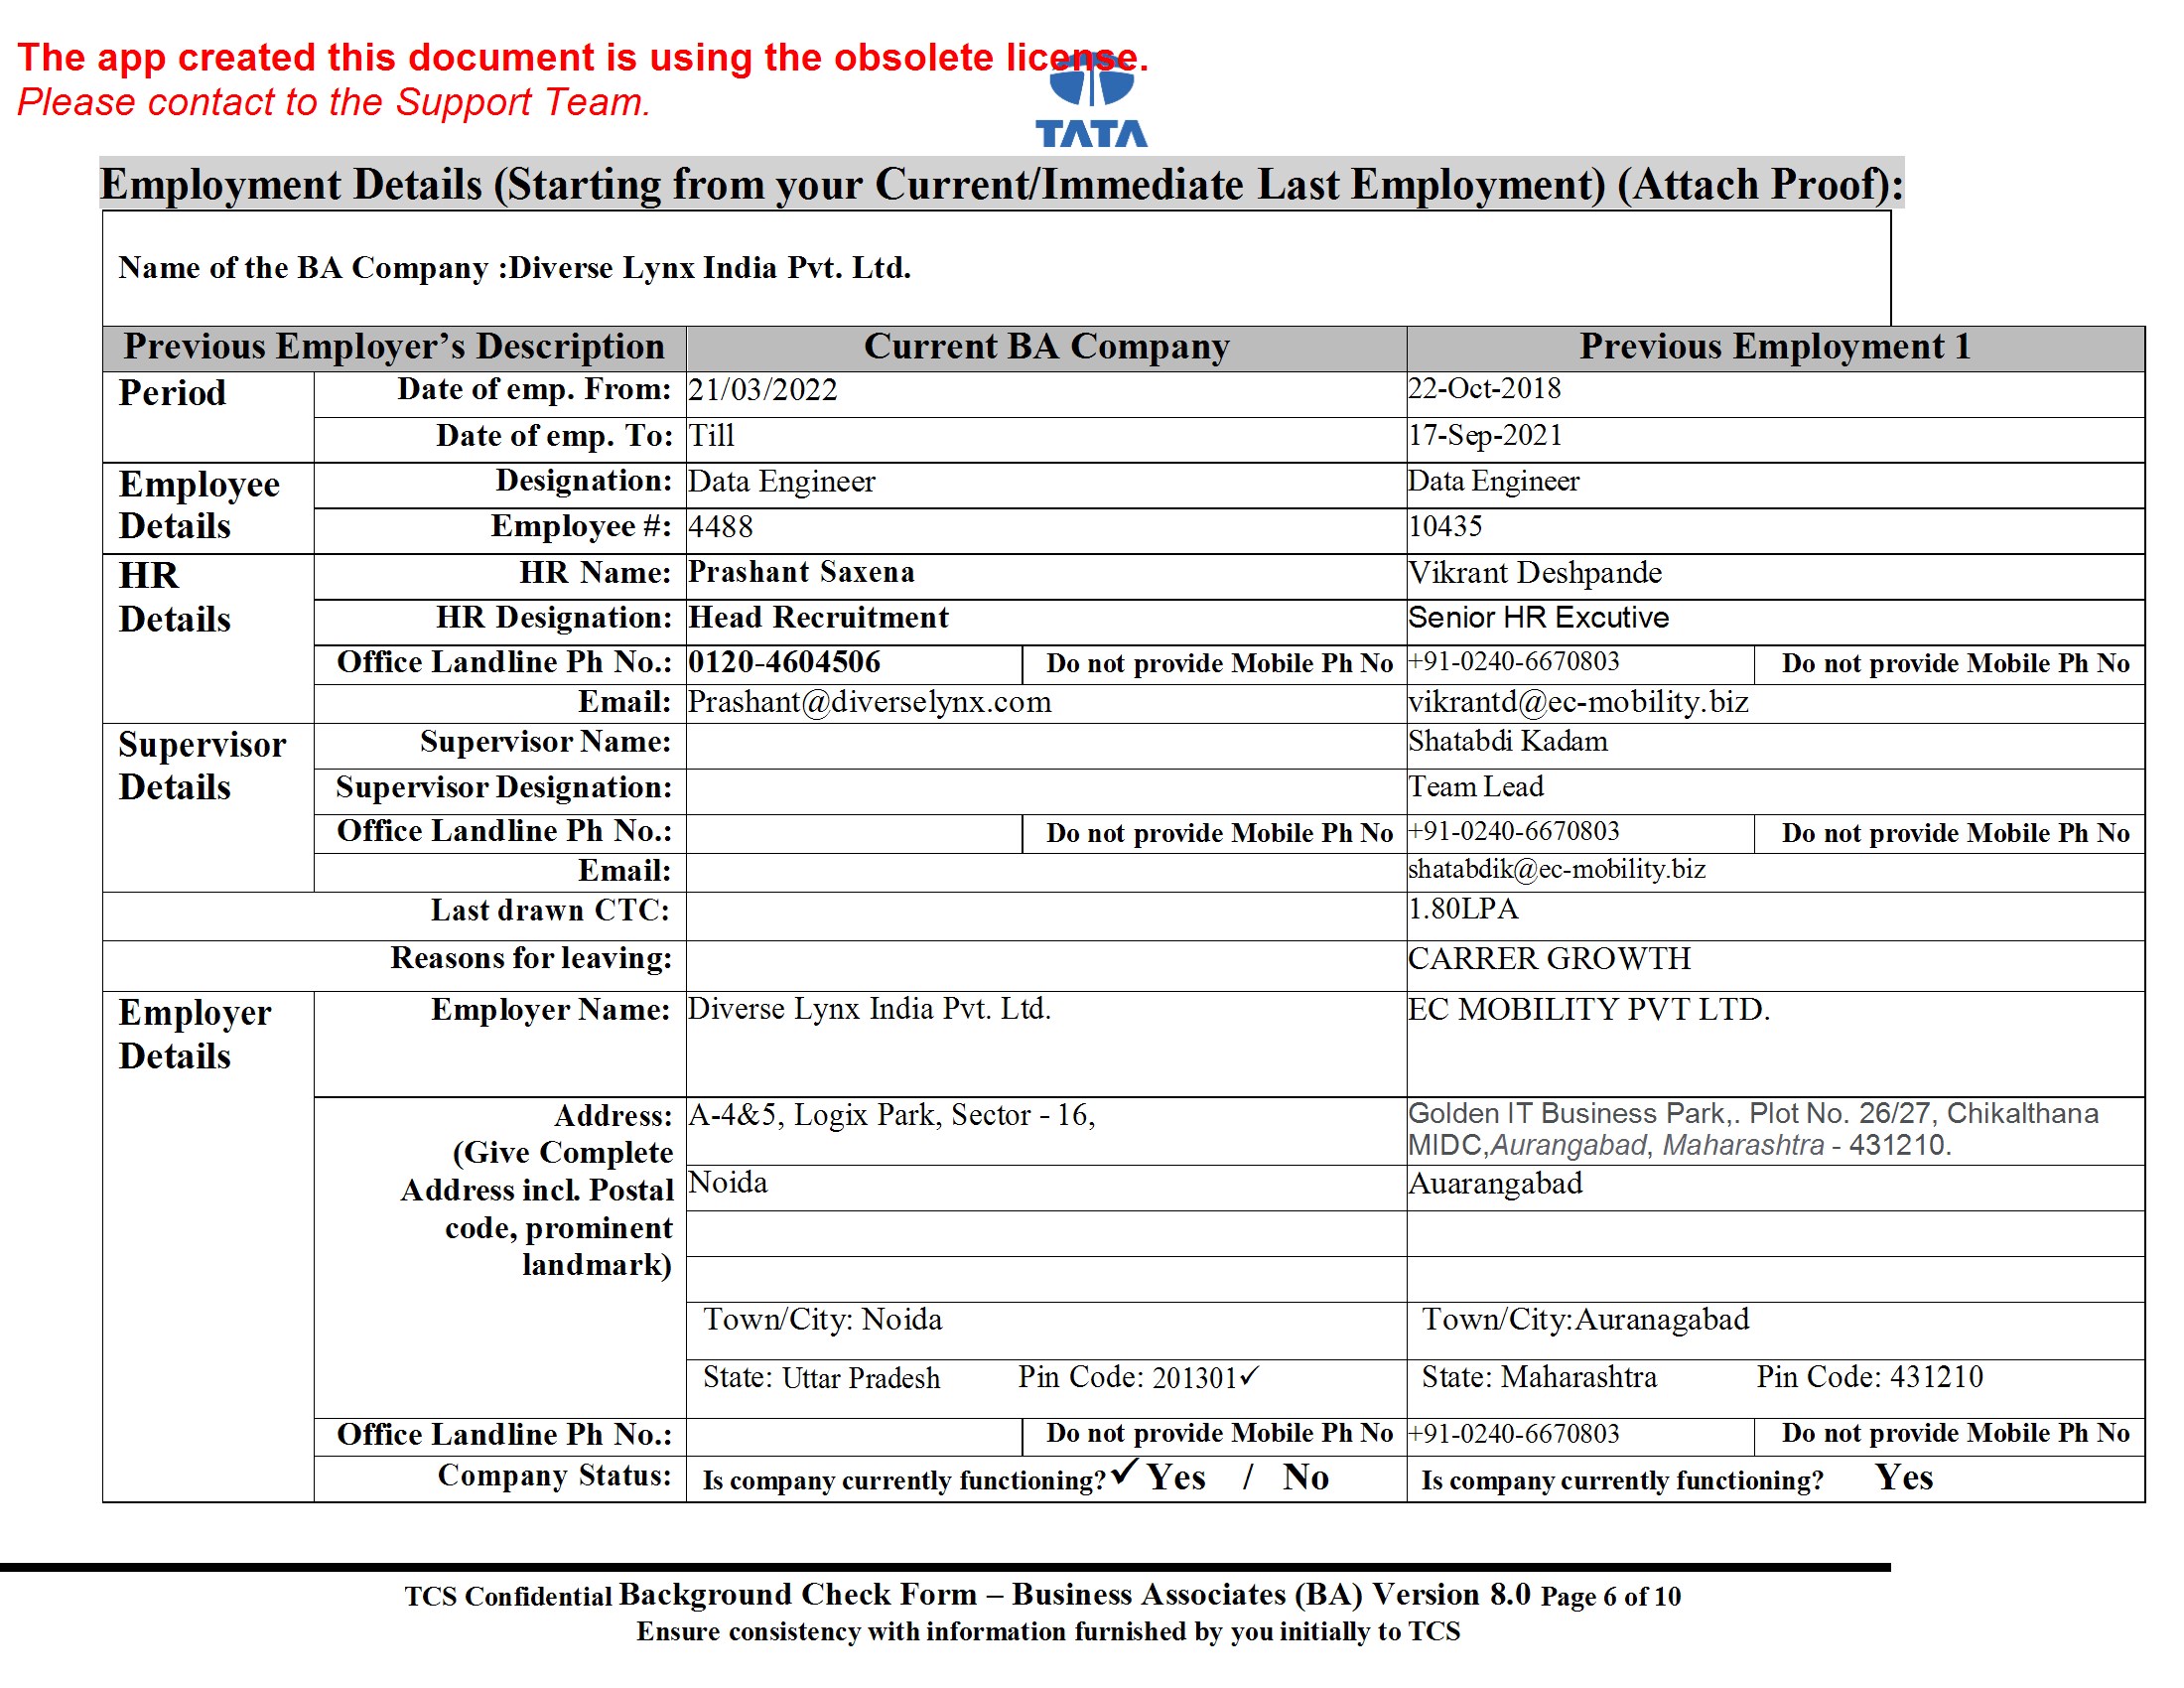 The app created this document is using the obsolete license.
Please contact to the Support Team.
TATA
Employment Details (Starting from your Current/Immediate Last Employment) (Attach Proof):
Name of the BA Company :Diverse Lynx India Pvt. Ltd.
Previous Employer’s Description Current BA Company Previous Employment 1
Period Date of emp. From: 21/03/2022 22-Oct-2018
Date of emp. To: Till 17-Sep-2021
Employee Details Designation: Data Engineer Data Engineer
Employee #: 4488 10435
HR Details HR Name: Prashant Saxena Vikrant Deshpande
HR Designation: Head Recruitment Senior HR Excutive
Office Landline Ph No.: 0120-4604506 Do not provide Mobile Ph No +91-0240-6670803 Do not provide Mobile Ph No
Email: Prashant@diverselynx.com vikrantd@ec-mobility.biz
Supervisor Details Supervisor Name: Shatabdi Kadam
Supervisor Designation: Team Lead
Office Landline Ph No.: Do not provide Mobile Ph No +91-0240-6670803 Do not provide Mobile Ph No
Email: shatabdik@ec-mobility.biz
Last drawn CTC: 1.80LPA
Reasons for leaving: CARRER GROWTH
Employer Details Employer Name: Diverse Lynx India Pvt. Ltd. EC MOBILITY PVT LTD.
Address: A-4&5, Logix Park, Sector - 16, Golden IT Business Park,. Plot No. 26/27, Chikalthana
MIDC,Aurangabad, Maharashtra - 431210.
(Give Complete
Address incl. Postal Noida Auarangabad
code, prominent
landmark)
Town/City: Noida Town/City:Auranagabad
State: Uttar Pradesh Pin Code: 201301✓ State: Maharashtra Pin Code: 431210
Office Landline Ph No.: Do not provide Mobile Ph No +91-0240-6670803 Do not provide Mobile Ph No
Company Status: Is company currently functioning?✓Yes / No Is company currently functioning? Yes
TCS Confidential Background Check Form – Business Associates (BA) Version 8.0 Page 6 of 10
Ensure consistency with information furnished by you initially to TCS